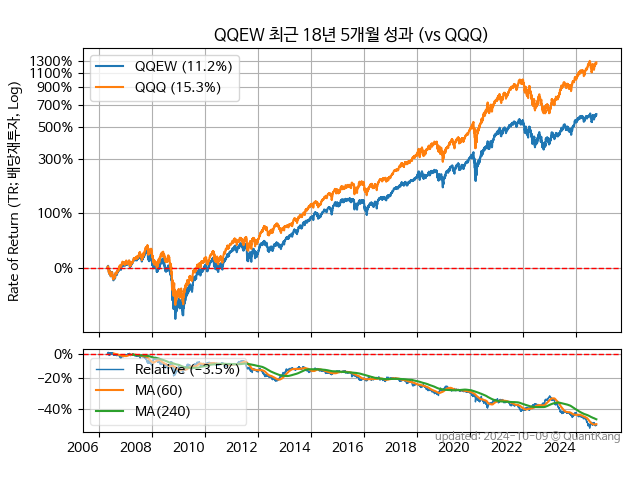 QQEW 최근 18년 5개월 성과 (vs QQQ)
Rate of Return (TR; 배당재투자, Log)
1300%
1100%
900%
700%
500%
300%
100%
0%
QQEW (11.2%)
QQQ (15.3%)
0%
−20%
−40%
Relative (−3.5%)
MA(60)
MA(240)
2006 2008 2010 2012 2014 2016 2018 2020 2022 2024
updated: 2024-10-09 © QuantKang